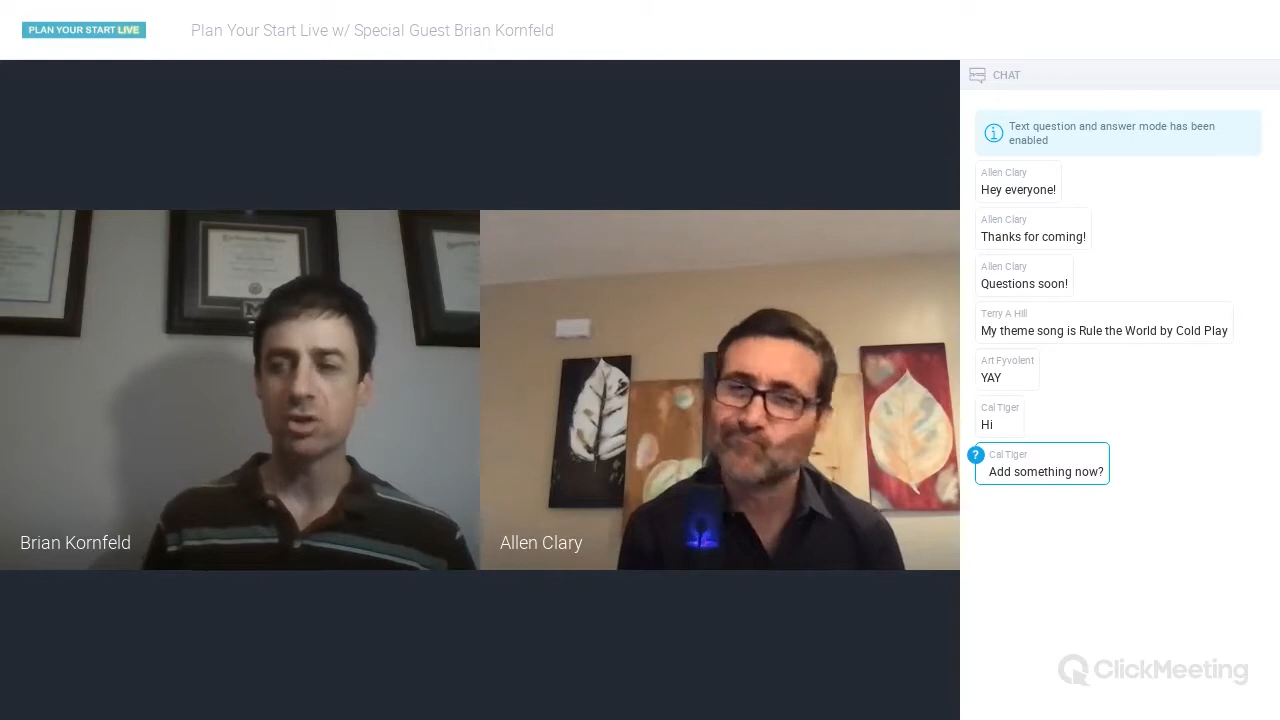 PLAN YOUR START LIVE
Plan Your Start Live w/ Special Guest Brian Kornfeld
CHAT
Text question and answer mode has been
enabled
Allen Clary
Hey everyone!
Allen Clary
Thanks for coming!
Allen Clary
Questions soon!
Terry A Hill
My theme song is Rule the World by Cold Play
Art Fyvolent
YAY
Cal TIger
Hi
?
Cal TIger
Add something now?
Brian Kornfeld
Allen Clary
ClickMeeting